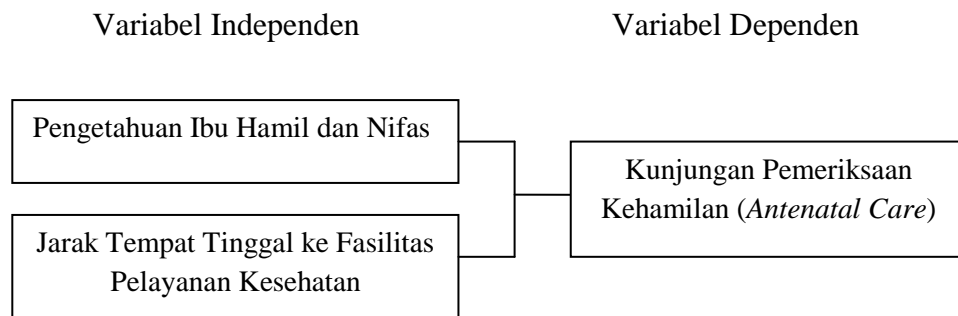 Variabel Independen
Variabel Dependen
Pengetahuan Ibu Hamil dan Nifas
Jarak Tempat Tinggal ke Fasilitas
Pelayanan Kesehatan
Kunjungan Pemeriksaan
Kehamilan (Antenatal Care)